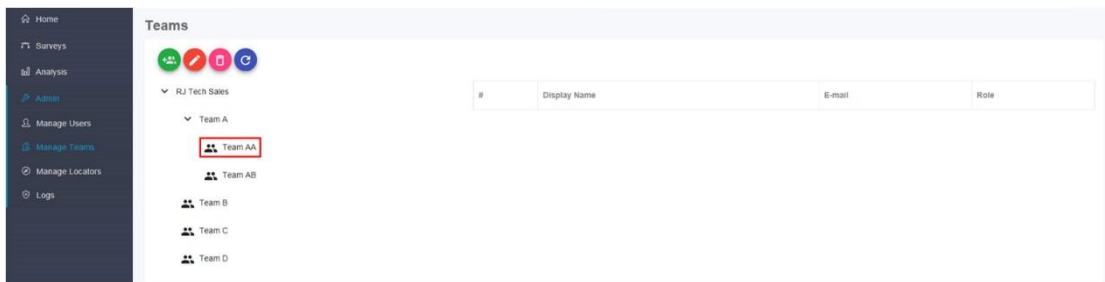 Home
Surveys
Analysis
Admin
Manage Users
Manage Teams
Manage Locators
Logs
Teams
RJ Tech Sales
Team A
Team AA
Team AB
Team B
Team C
Team D
# Display Name E-mail Role